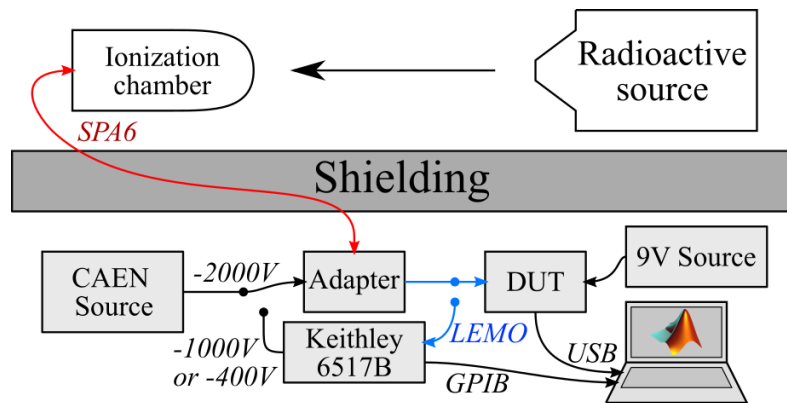 Ionization
chamber
Radioactive
source
SPA6
Shielding
CAEN
Source
-2000V
Adapter
DUT
9V Source
-1000V
or -400V
Keithley
6517B
LEMO
GPIB
USB